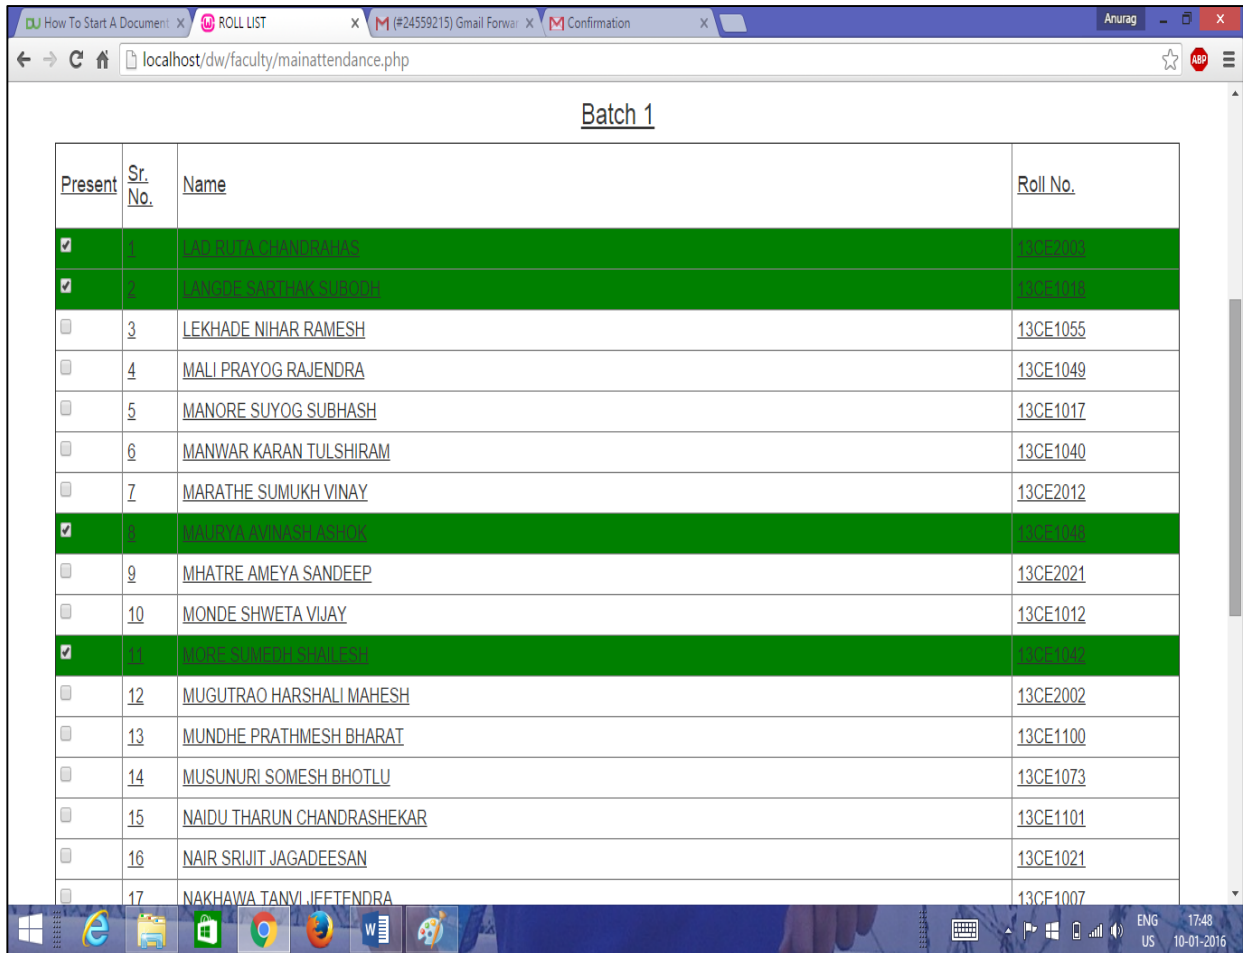 How To Start A Document
ROLL LIST
(#24559215) Gmail Forwar
Confirmation
Anurag
localhost/dw/faculty/mainattendance.php
ABP
Batch 1
Present Sr. No. Name Roll No.
1 LAD RUTA CHANDRAHAS 13CE2003
2 LANGDE SARTHAK SUBODH 13CE1018
3 LEKHADE NIHAR RAMESH 13CE1055
4 MALI PRAYOG RAJENDRA 13CE1049
5 MANORE SUYOG SUBHASH 13CE1017
6 MANWAR KARAN TULSHIRAM 13CE1040
7 MARATHE SUMUKH VINAY 13CE2012
8 MAURYA AVINASH ASHOK 13CE1048
9 MHATRE AMEYA SANDEEP 13CE2021
10 MONDE SHWETA VIJAY 13CE1012
11 MORE SUMEDH SHAILESH 13CE1042
12 MUGUTRAO HARSHALI MAHESH 13CE2002
13 MUNDHE PRATHMESH BHARAT 13CE1100
14 MUSUNURI SOMESH BHOTLU 13CE1073
15 NAIDU THARUN CHANDRASHEKAR 13CE1101
16 NAIR SRIJIT JAGADEESAN 13CE1021
17 NAKHAWA TANVI JEETENDRA 13CE1007
ENG 17:48
US 10-01-2016